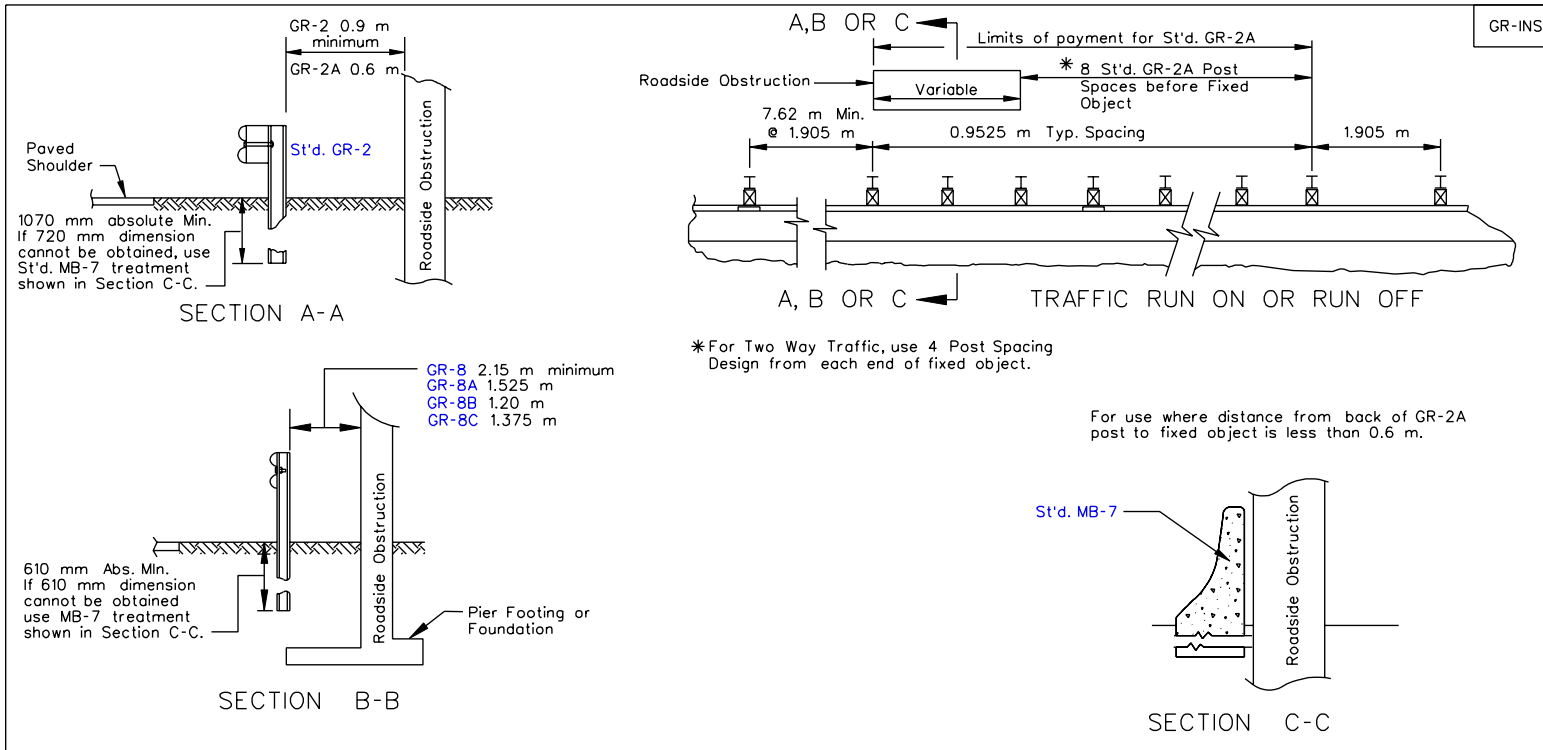 GR-INS
GR-2 0.9 m
minimum
GR-2A 0.6 m
Paved
Shoulder
St'd. GR-2
Roadside Obstruction
1070 mm absolute Min.
If 720 mm dimension
cannot be obtained, use
St'd. MB-7 treatment
shown in Section C-C.
SECTION A-A
A,B OR C
Limits of payment for St'd. GR-2A
Roadside Obstruction
Variable
* 8 St'd. GR-2A Post
Spaces before Fixed
Object
7.62 m Min.
@ 1.905 m
0.9525 m Typ. Spacing
1.905 m
A, B OR C
TRAFFIC RUN ON OR RUN OFF
* For Two Way Traffic, use 4 Post Spacing
Design from each end of fixed object.
GR-8 2.15 m minimum
GR-8A 1.525 m
GR-8B 1.20 m
GR-8C 1.375 m
Roadside Obstruction
610 mm Abs. MIn.
If 610 mm dimension
cannot be obtained
use MB-7 treatment
shown in Section C-C.
Pier Footing or
Foundation
SECTION B-B
For use where distance from back of GR-2A
post to fixed object is less than 0.6 m.
St'd. MB-7
Roadside Obstruction
SECTION C-C